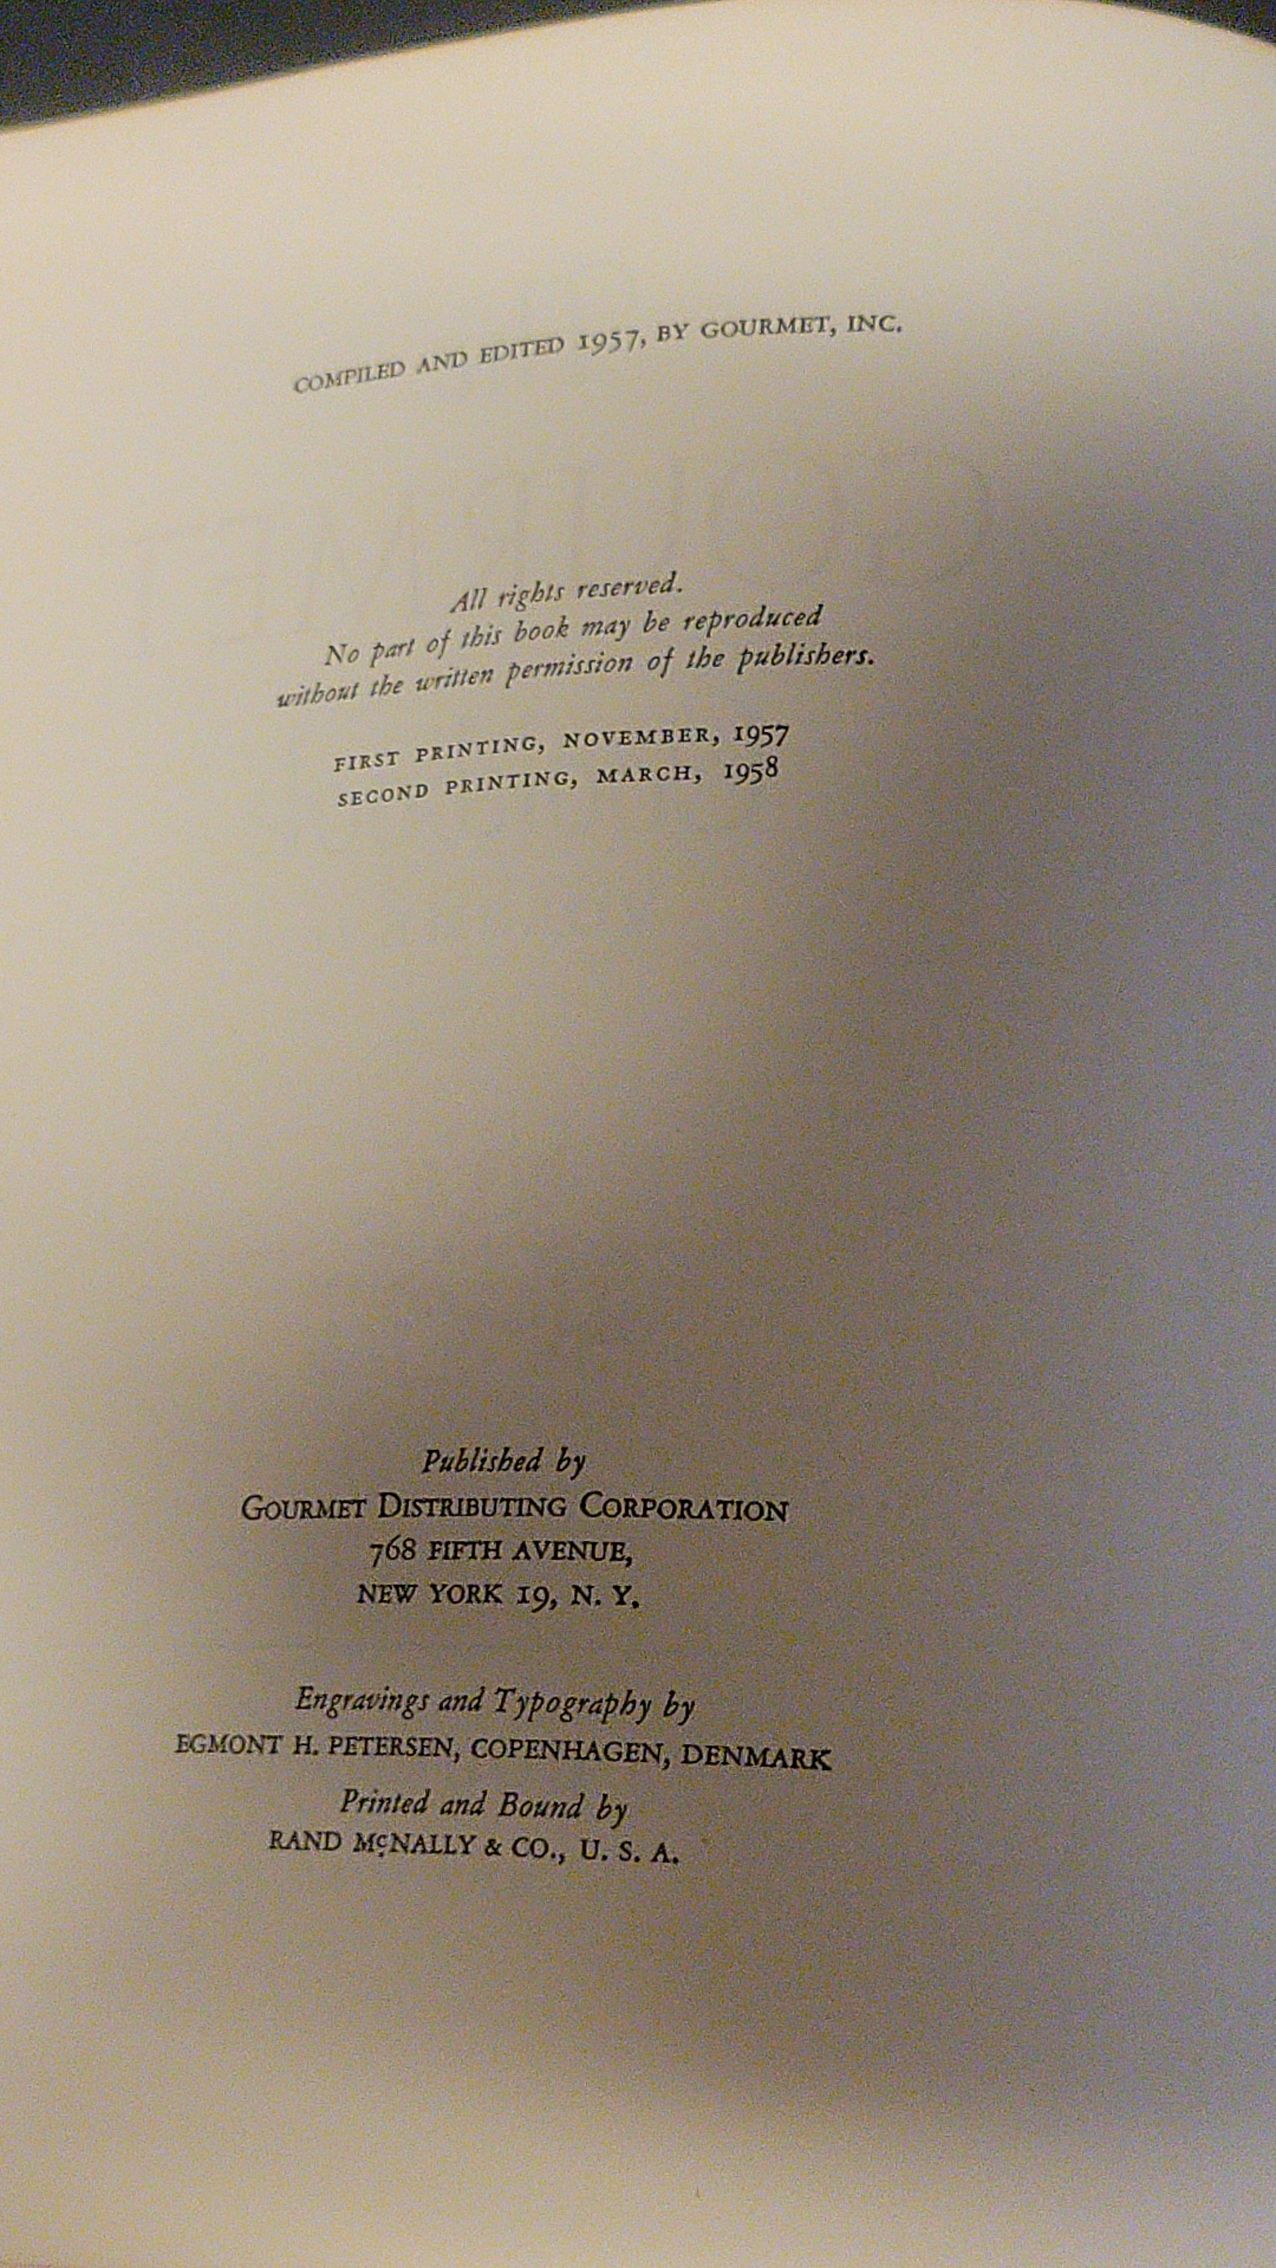 COMPILED AND EDITED 1957, BY GOURMET, INC.
All rights reserved.
No part of this book may be reproduced
without the written permission of the publishers.
FIRST PRINTING, NOVEMBER, 1957
SECOND PRINTING, MARCH, 1958
Published by
GOURMET DISTRIBUTING CORPORATION
768 FIFTH AVENUE,
NEW YORK 19, N. Y.
Engravings and Typography by
EGMONT H. PETERSEN, COPENHAGEN, DENMARK
Printed and Bound by
RAND McNALLY & CO., U. S. A.